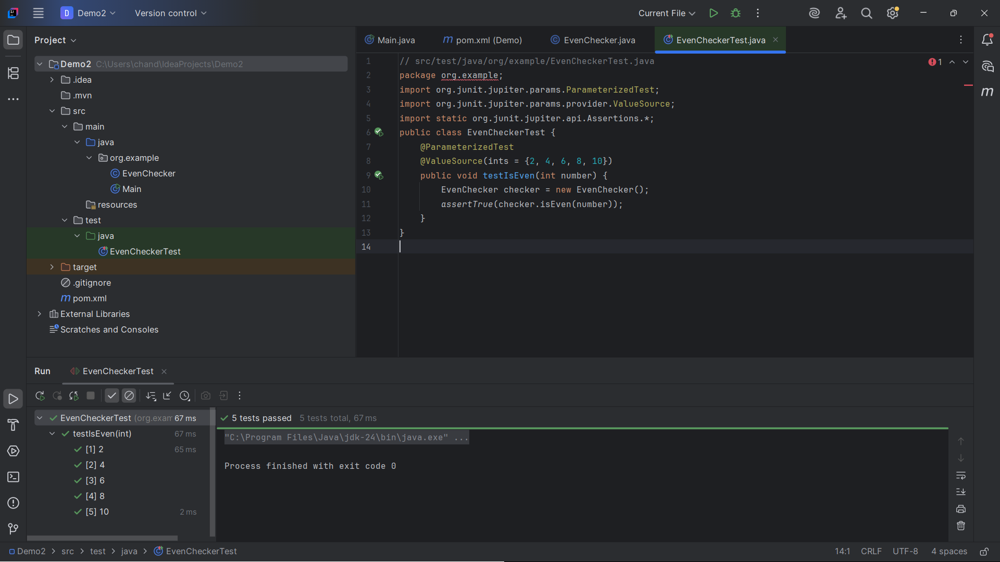 D Demo2 Version control Current File
Project
Main.java pom.xml (Demo) EvenChecker.java EvenCheckerTest.java
Demo2 C:\Users\chand\IdeaProjects\Demo2
.idea
.mvn
src
main
java
org.example
EvenChecker
Main
resources
test
java
EvenCheckerTest
target
.gitignore
m pom.xml
External Libraries
Scratches and Consoles
1 // src/test/java/org/example/EvenCheckerTest.java
2 package org.example;
3 import org.junit.jupiter.params.ParameterizedTest;
4 import org.junit.jupiter.params.provider.ValueSource;
5 import static org.junit.jupiter.api.Assertions.*;
6 public class EvenCheckerTest {
7 @ParameterizedTest
8 @ValueSource(ints = {2, 4, 6, 8, 10})
9 public void testIsEven(int number) {
10 EvenChecker checker = new EvenChecker();
11 assertTrue(checker.isEven(number));
12 }
13 }
14
1
m
Run EvenCheckerTest
EvenCheckerTest (org.exam 67 ms
testIsEven(int) 67 ms
[1] 2 65 ms
[2] 4
[3] 6
[4] 8
[5] 10 2 ms
5 tests passed 5 tests total, 67 ms
"C:\Program Files\Java\jdk-24\bin\java.exe" ...
Process finished with exit code 0
Demo2 > src > test > java > EvenCheckerTest 14:1 CRLF UTF-8 4 spaces